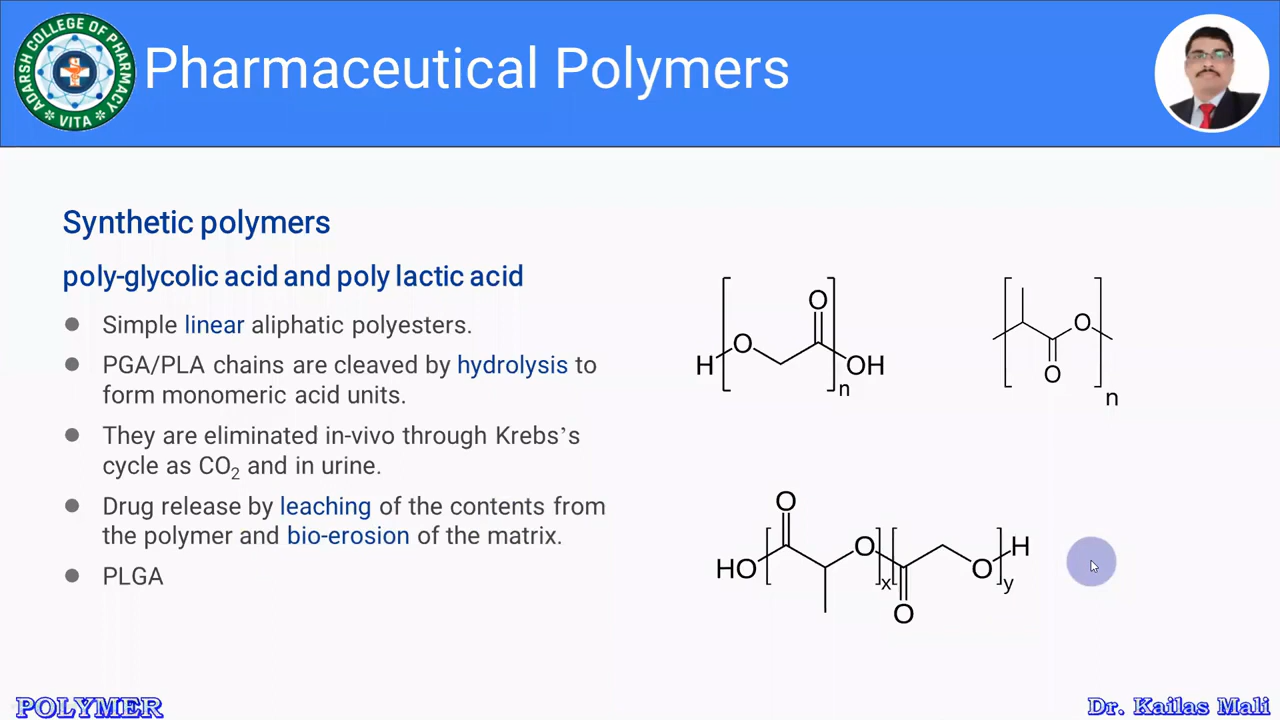 ADARSH COLLEGE OF PHARMACY
VITA
Pharmaceutical Polymers
Synthetic polymers
poly-glycolic acid and poly lactic acid
Simple linear aliphatic polyesters.
PGA/PLA chains are cleaved by hydrolysis to
form monomeric acid units.
They are eliminated in-vivo through Krebs's
cycle as CO2 and in urine.
Drug release by leaching of the contents from
the polymer and bio-erosion of the matrix.
PLGA
O
O
H
OH
n
O
O
n
O
O
H
HO
O
x
y
O
POLYMER
Dr. Kailas Mali